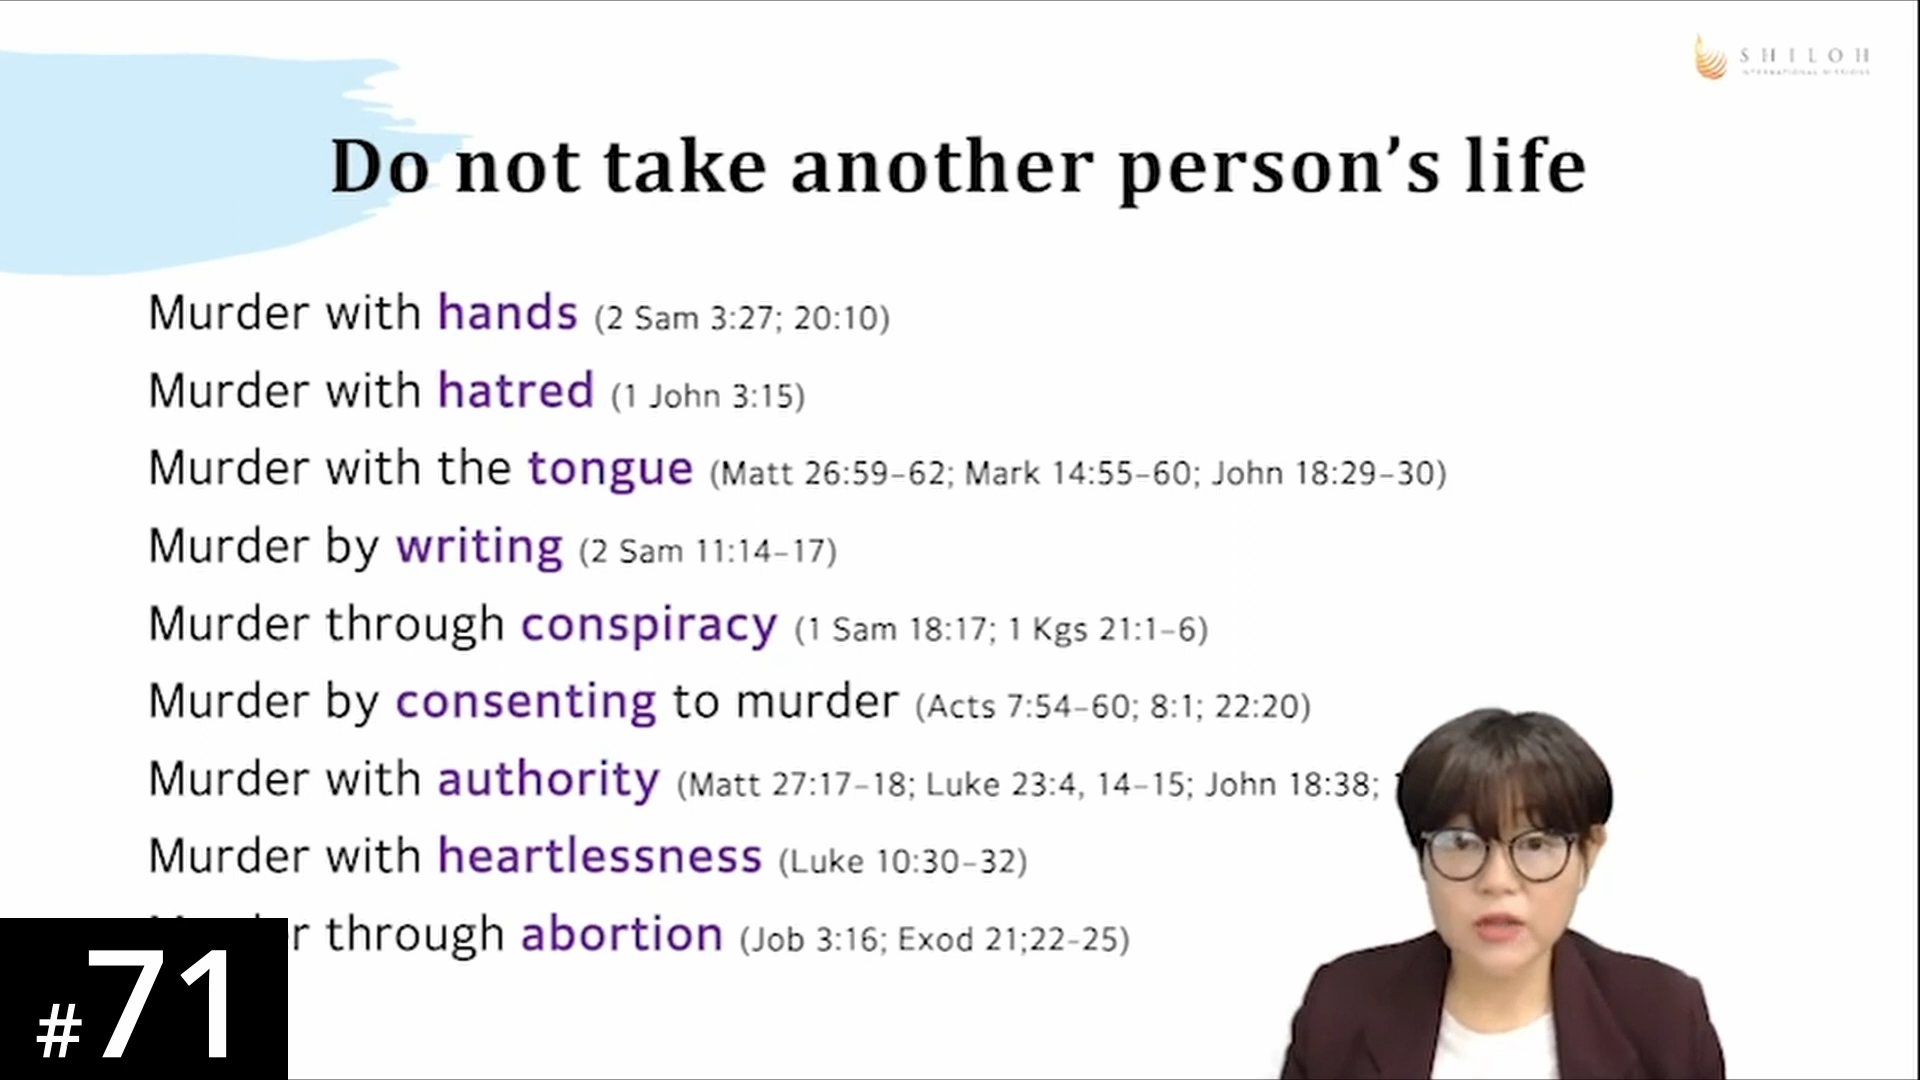 SHILOH
INTERNATIONAL MISSIONS
Do not take another person’s life
Murder with hands (2 Sam 3:27; 20:10)
Murder with hatred (1 John 3:15)
Murder with the tongue (Matt 26:59–62; Mark 14:55–60; John 18:29–30)
Murder by writing (2 Sam 11:14–17)
Murder through conspiracy (1 Sam 18:17; 1 Kgs 21:1–6)
Murder by consenting to murder (Acts 7:54–60; 8:1; 22:20)
Murder with authority (Matt 27:17–18; Luke 23:4, 14–15; John 18:38;
Murder with heartlessness (Luke 10:30–32)
through abortion (Job 3:16; Exod 21;22-25)
#71